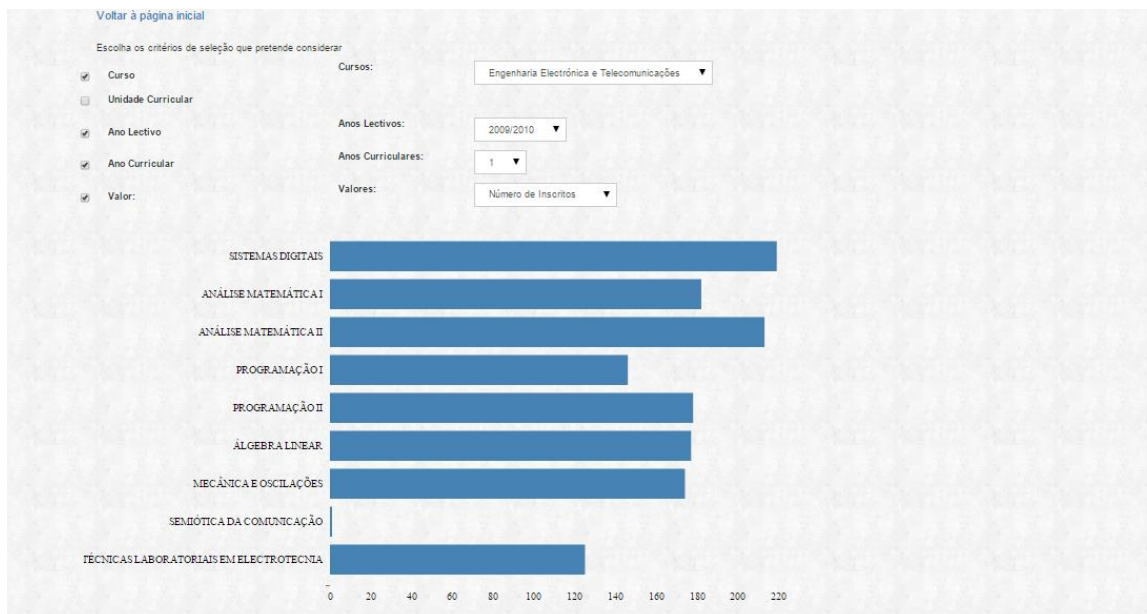 Voltar à página inicial
Escolha os critérios de seleção que pretende considerar
Curso Cursos: Engenharia Electrónica e Telecomunicações
Unidade Curricular
Ano Lectivo Anos Lectivos: 2009/2010
Ano Curricular Anos Curriculares: 1
Valor: Valores: Número de Inscritos
SISTEMAS DIGITAIS
ANÁLISE MATEMÁTICA I
ANÁLISE MATEMÁTICA II
PROGRAMAÇÃO I
PROGRAMAÇÃO II
ÁLGEBRA LINEAR
MECÂNICA E OSCILAÇÕES
SEMIÓTICA DA COMUNICAÇÃO
TÉCNICAS LABORATORIAIS EM ELECTROTECNIA
0 20 40 60 80 100 120 140 160 180 200 220